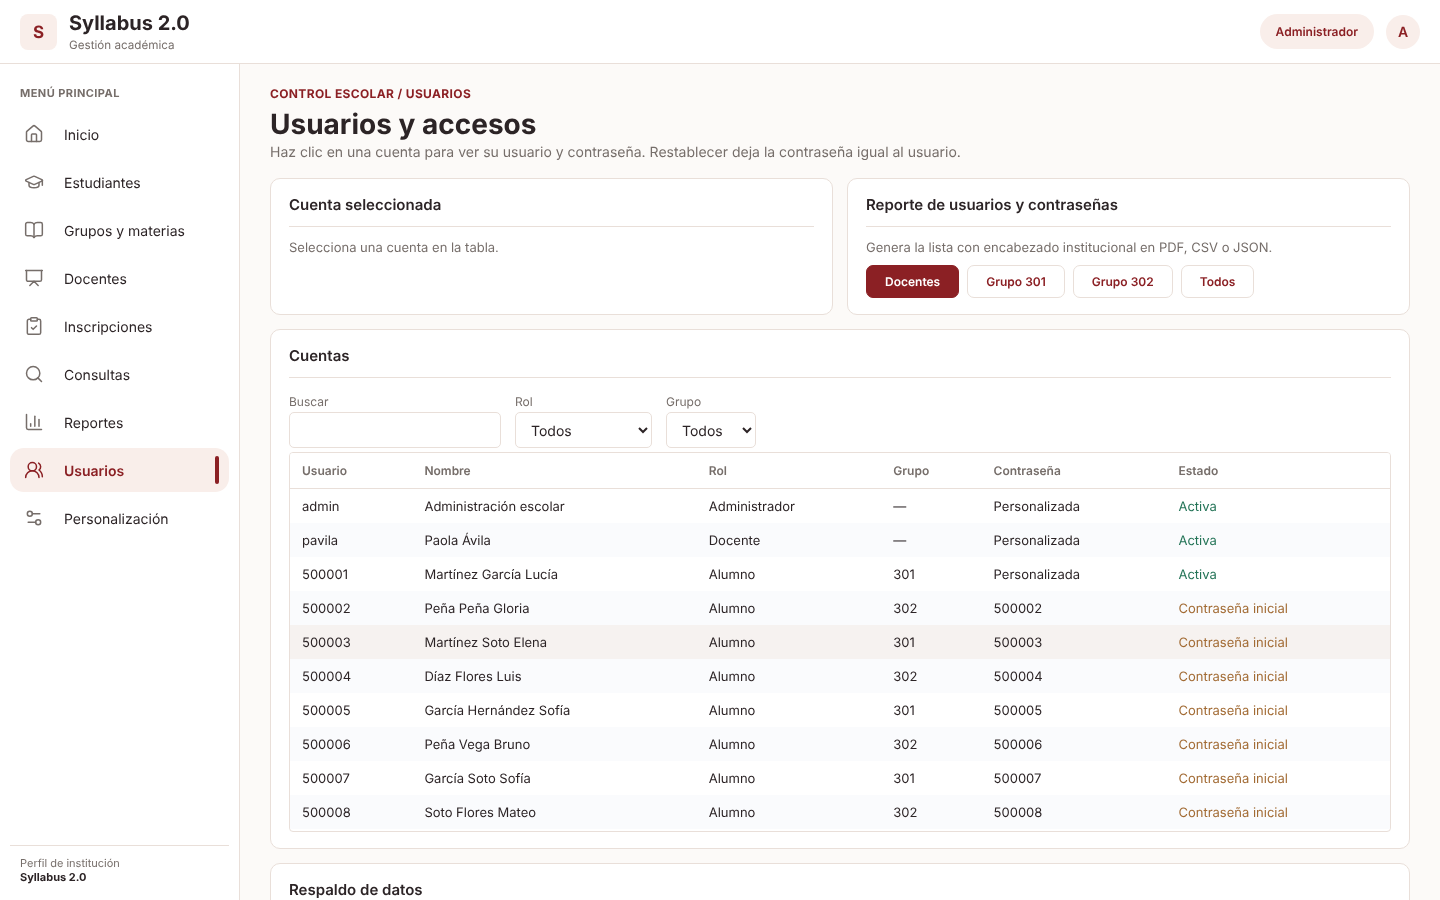 S
Syllabus 2.0
Gestión académica
Administrador
A
MENÚ PRINCIPAL
Inicio
Estudiantes
Grupos y materias
Docentes
Inscripciones
Consultas
Reportes
Usuarios
Personalización
Perfil de institución
Syllabus 2.0
CONTROL ESCOLAR / USUARIOS
Usuarios y accesos
Haz clic en una cuenta para ver su usuario y contraseña. Restablecer deja la contraseña igual al usuario.
Cuenta seleccionada
Selecciona una cuenta en la tabla.
Reporte de usuarios y contraseñas
Genera la lista con encabezado institucional en PDF, CSV o JSON.
Docentes Grupo 301 Grupo 302 Todos
Cuentas
Buscar Rol Grupo
Todos Todos
Usuario Nombre Rol Grupo Contraseña Estado
admin Administración escolar Administrador — Personalizada Activa
pavila Paola Ávila Docente — Personalizada Activa
500001 Martínez García Lucía Alumno 301 Personalizada Activa
500002 Peña Peña Gloria Alumno 302 500002 Contraseña inicial
500003 Martínez Soto Elena Alumno 301 500003 Contraseña inicial
500004 Díaz Flores Luis Alumno 302 500004 Contraseña inicial
500005 García Hernández Sofía Alumno 301 500005 Contraseña inicial
500006 Peña Vega Bruno Alumno 302 500006 Contraseña inicial
500007 García Soto Sofía Alumno 301 500007 Contraseña inicial
500008 Soto Flores Mateo Alumno 302 500008 Contraseña inicial
Respaldo de datos